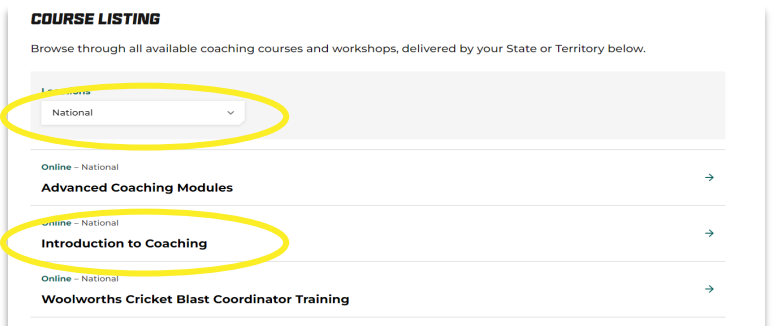 COURSE LISTING
Browse through all available coaching courses and workshops, delivered by your State or Territory below.
Locations
National
Online – National
Advanced Coaching Modules
Online – National
Introduction to Coaching
Online – National
Woolworths Cricket Blast Coordinator Training